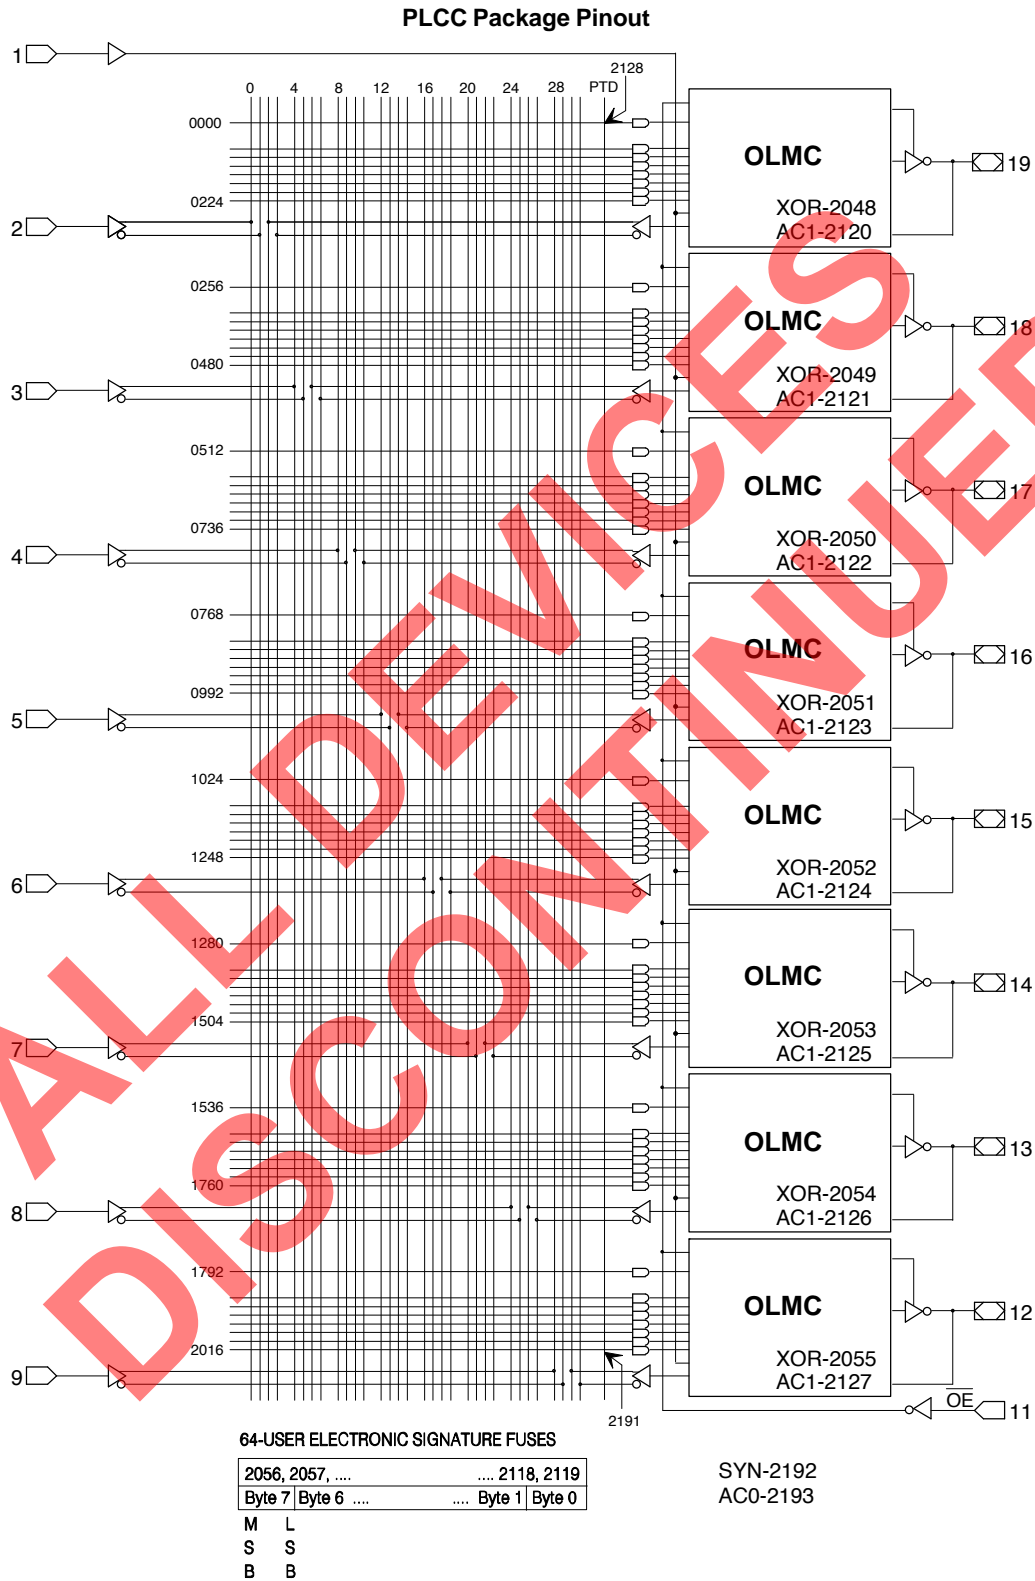 PLCC Package Pinout
1
2128
0 4 8 12 16 20 24 28 PTD
0000
OLMC
19
0224
XOR-2048
AC1-2120
2
0256
OLMC
18
0480
XOR-2049
AC1-2121
3
0512
OLMC
17
0736
XOR-2050
AC1-2122
4
0768
OLMC
16
0992
XOR-2051
AC1-2123
5
1024
OLMC
15
1248
XOR-2052
AC1-2124
6
1280
OLMC
14
1504
XOR-2053
AC1-2125
7
1536
OLMC
13
1760
XOR-2054
AC1-2126
8
1792
OLMC
12
2016
XOR-2055
AC1-2127
9
OE
11
2191
64-USER ELECTRONIC SIGNATURE FUSES
2056, 2057, .... .... 2118, 2119
Byte 7 Byte 6 .... .... Byte 1 Byte 0
M L
S S
B B
SYN-2192
AC0-2193
ALL DEVICES
DISCONTINUED